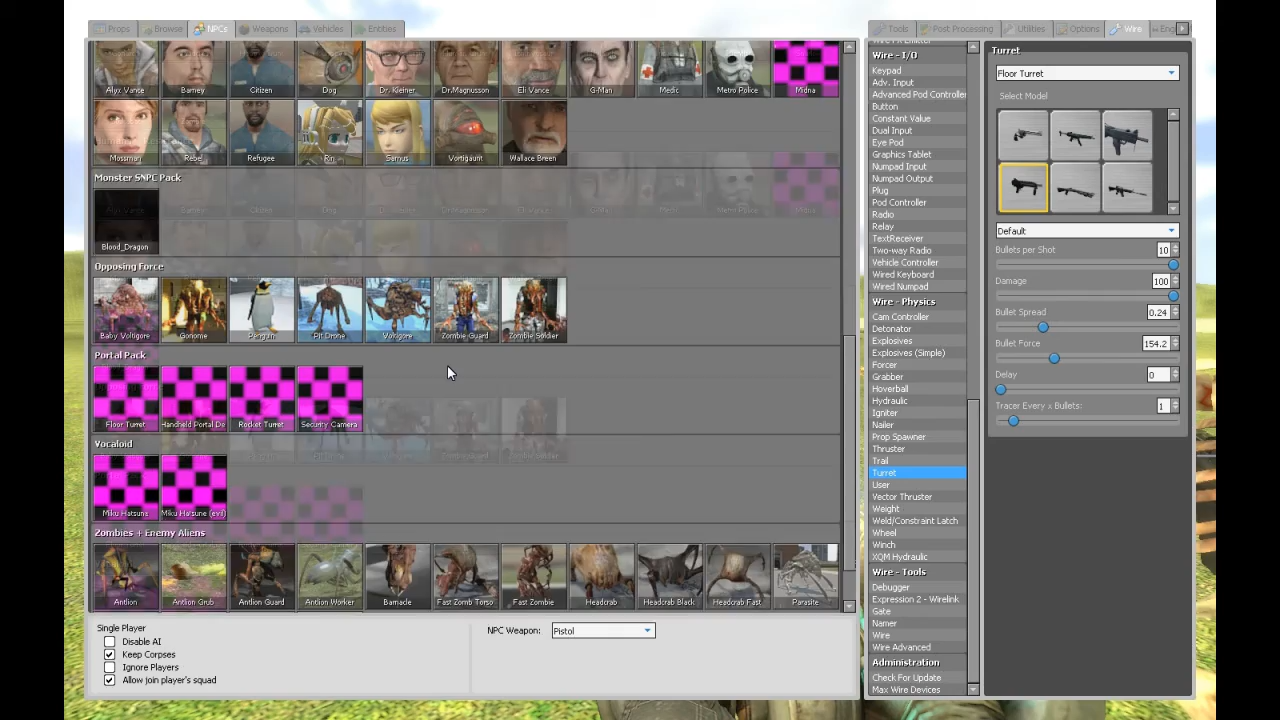 Props Browse NPCs Weapons Vehicles Entities
Alyx Vance Barney Citizen Dog Dr. Kleiner Dr.Magnusson Eli Vance G-Man Medic Metro Police Midna
Mossman Rebel Refugee Rin Samus Vortigaunt Wallace Breen
Monster SNPC Pack
Blood_Dragon
Opposing Force
Baby Voltigore Gonome Penguin Pit Drone Voltigore Zombie Guard Zombie Soldier
Portal Pack
Floor Turret Handheld Portal De Rocket Turret Security Camera
Vocaloid
Miku Hatsune Miku Hatsune (evil)
Zombies + Enemy Aliens
Antlion Antlion Grub Antlion Guard Antlion Worker Barnacle Fast Zomb Torso Fast Zombie Headcrab Headcrab Black Headcrab Fast Parasite
Single Player
Disable AI
Keep Corpses
Ignore Players
Allow join player's squad
NPC Weapon: Pistol
Tools Post Processing Utilities Options Wire Eng
Wire - I/O
Keypad
Adv. Input
Advanced Pod Controller
Button
Constant Value
Dual Input
Eye Pod
Graphics Tablet
Numpad Input
Numpad Output
Plug
Pod Controller
Radio
Relay
TextReceiver
Two-way Radio
Vehicle Controller
Wired Keyboard
Wired Numpad
Wire - Physics
Cam Controller
Detonator
Explosives
Explosives (Simple)
Forcer
Grabber
Hoverball
Hydraulic
Igniter
Nailer
Prop Spawner
Thruster
Trail
Turret
User
Vector Thruster
Weight
Weld/Constraint Latch
Wheel
Winch
XQM Hydraulic
Wire - Tools
Debugger
Expression 2 - Wirelink
Gate
Namer
Wire
Wire Advanced
Administration
Check For Update
Max Wire Devices
Turret
Floor Turret
Select Model
Default
Bullets per Shot 10
Damage 100
Bullet Spread 0.24
Bullet Force 154.2
Delay 0
Tracer Every x Bullets: 1